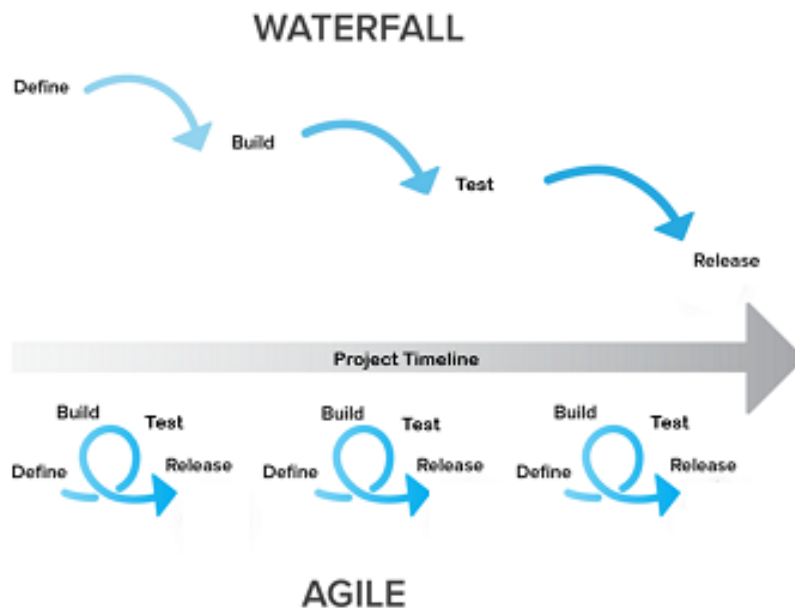 WATERFALL
Define
Build
Test
Release
Project Timeline
Build
Test
Define
Release
Build
Test
Define
Release
Build
Test
Define
Release
AGILE